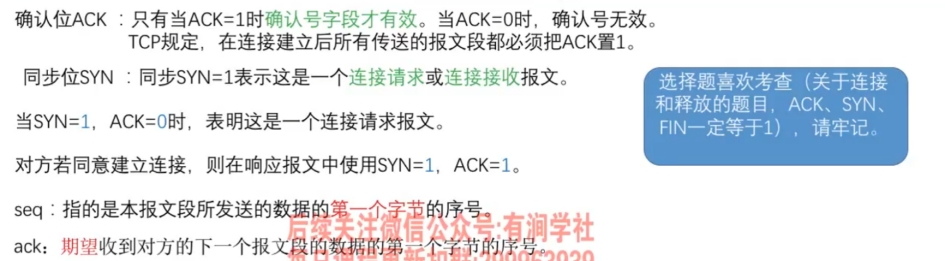 确认位ACK ：只有当ACK=1时确认号字段才有效。当ACK=0时，确认号无效。
TCP规定，在连接建立后所有传送的报文段都必须把ACK置1。
同步位SYN ：同步SYN=1表示这是一个连接请求或连接接收报文。
当SYN=1，ACK=0时，表明这是一个连接请求报文。
对方若同意建立连接，则在响应报文中使用SYN=1，ACK=1。
seq：指的是本报文段所发送的数据的第一个字节的序号。
后续关注微信公众号:有涧学社
ack：期望收到对方的下一个报文段的数据的第一个字节的序号。
选择题喜欢考查（关于连接
和释放的题目，ACK、SYN、
FIN一定等于1），请牢记。